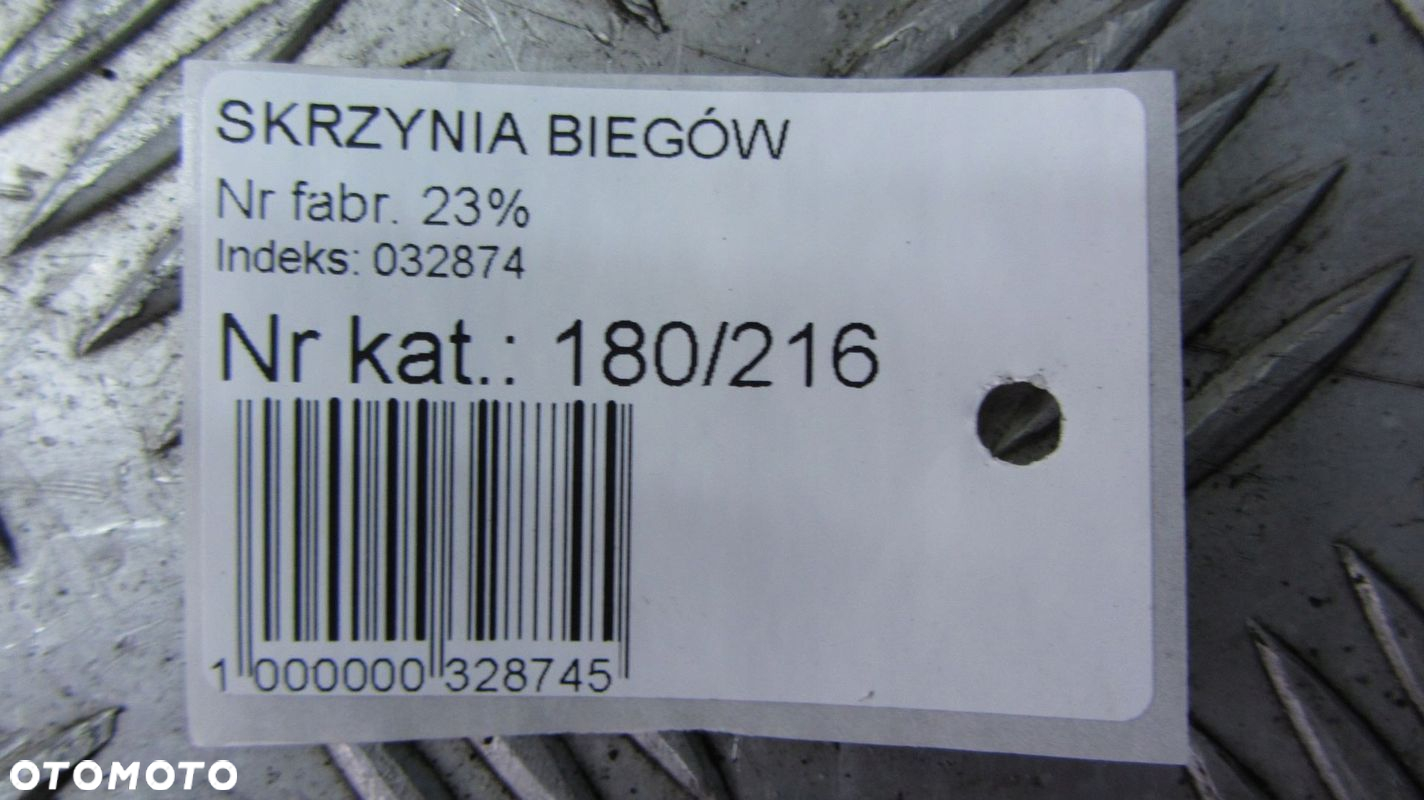 SKRZYNIA BIEGÓW
Nr fabr. 23%
Indeks: 032874
Nr kat.: 180/216
1 000000 328745
OTOMOTO